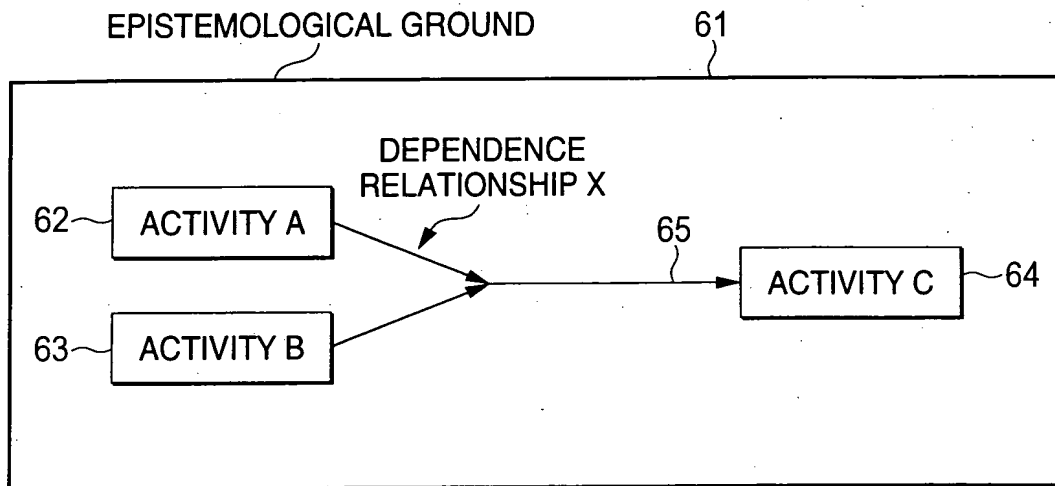 EPISTEMOLOGICAL GROUND
61
DEPENDENCE
RELATIONSHIP X
62
ACTIVITY A
65
ACTIVITY C
64
63
ACTIVITY B